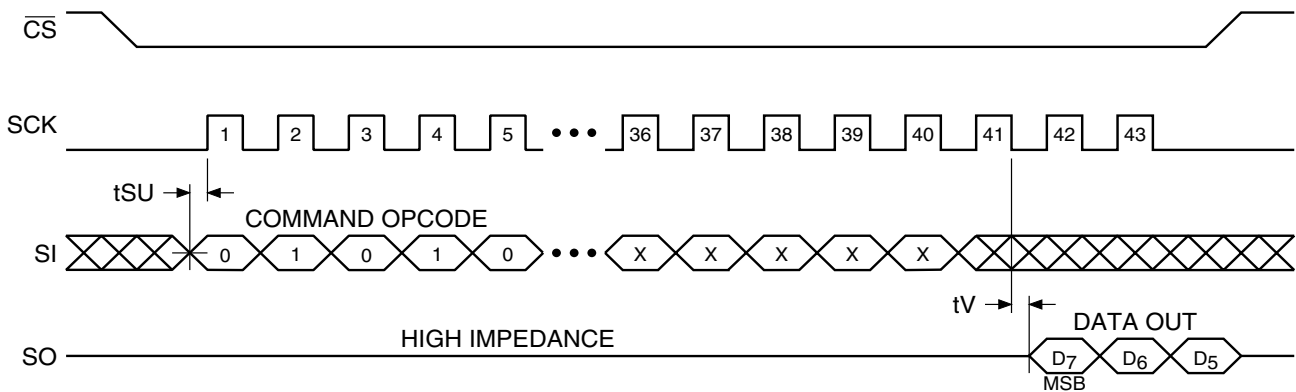 CS
SCK
1 2 3 4 5 ••• 36 37 38 39 40 41 42 43
tSU
COMMAND OPCODE
SI
0 1 0 1 0 ••• X X X X X
tV
DATA OUT
HIGH IMPEDANCE
SO
D7 D6 D5
MSB